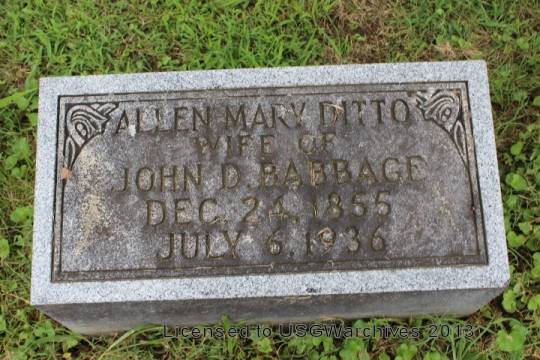 ALLEN MARY DITTO
WIFE OF
JOHN D. BABBAGE
DEC. 24, 1855
JULY 6, 1936
Licensed to USGWarchives 2013